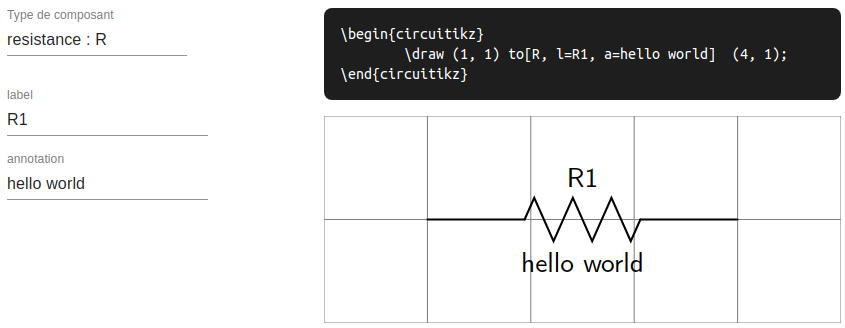 Type de composant
resistance : R
label
R1
annotation
hello world
\begin{circuitikz}
\draw (1, 1) to[R, l=R1, a=hello world]  (4, 1);
\end{circuitikz}
R1
hello world